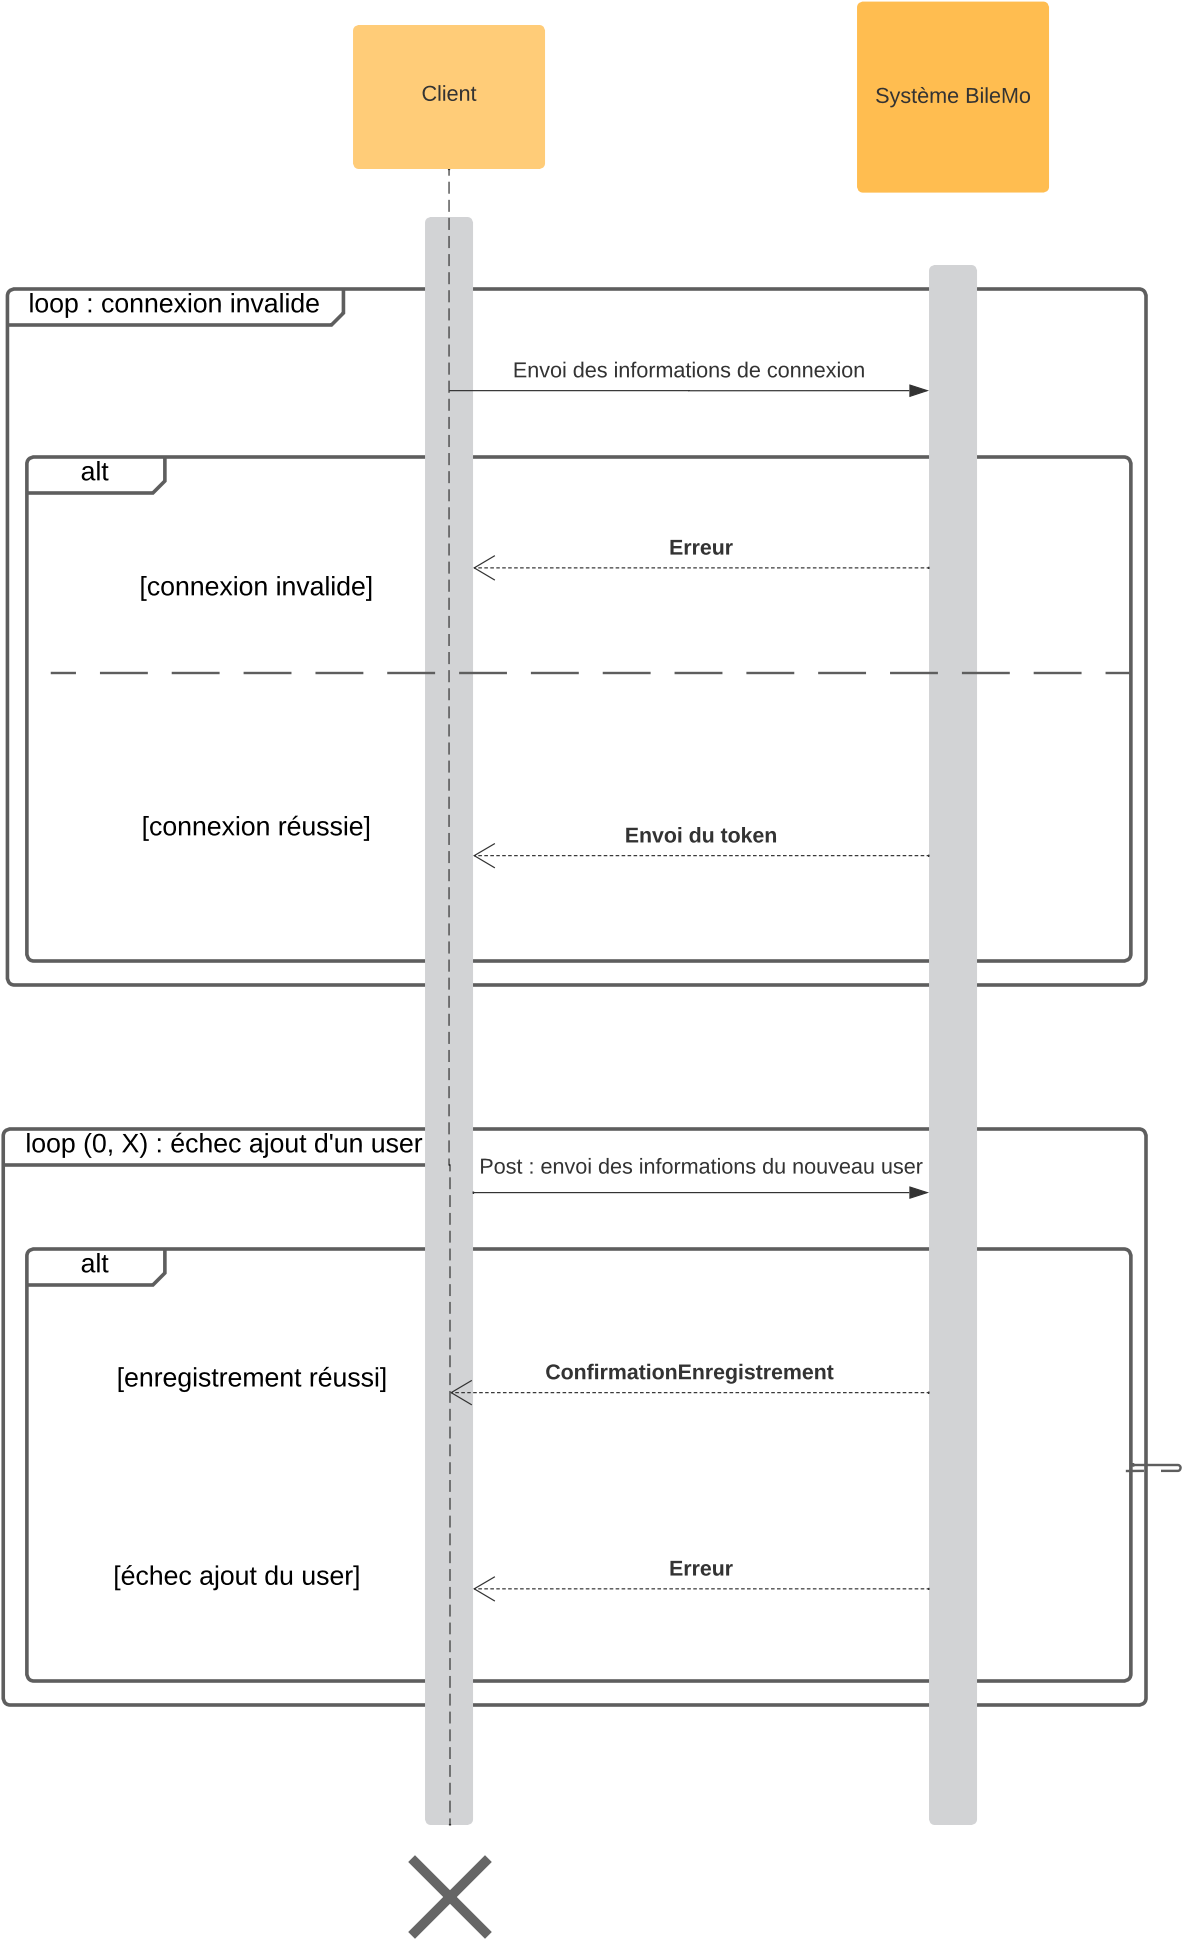 Client
Système BileMo
loop : connexion invalide
Envoi des informations de connexion
alt
Erreur
[connexion invalide]
[connexion réussie]
Envoi du token
loop (0, X) : échec ajout d'un user
Post : envoi des informations du nouveau user
alt
[enregistrement réussi]
ConfirmationEnregistrement
[échec ajout du user]
Erreur